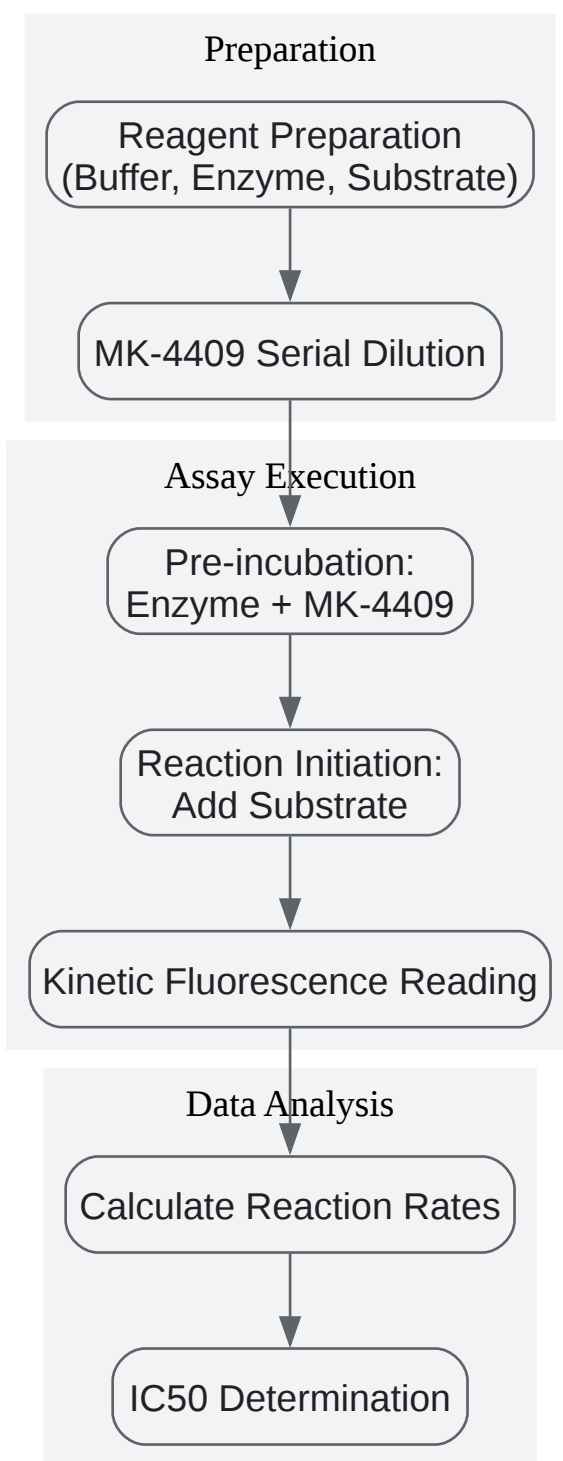 Preparation
Reagent Preparation
(Buffer, Enzyme, Substrate)
MK-4409 Serial Dilution
Assay Execution
Pre-incubation:
Enzyme + MK-4409
Reaction Initiation:
Add Substrate
Kinetic Fluorescence Reading
Data Analysis
Calculate Reaction Rates
IC50 Determination